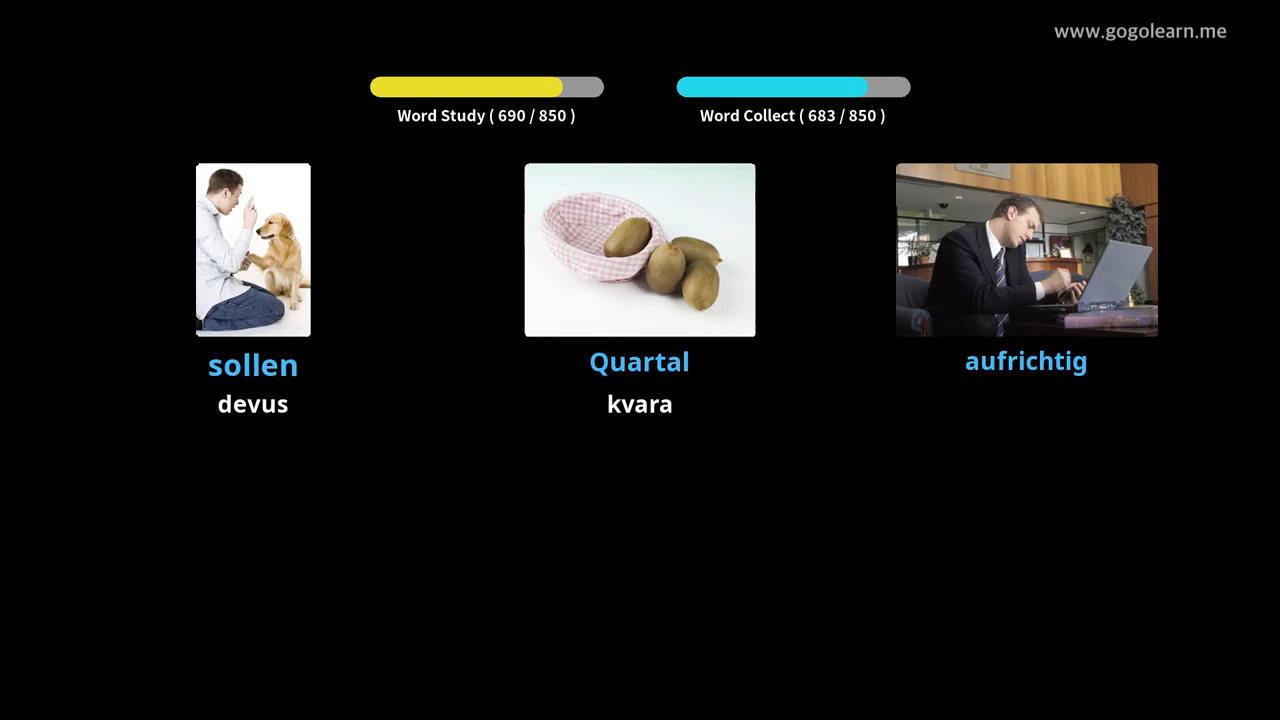 www.gogolearn.me
Word Study ( 690 / 850 )
Word Collect ( 683 / 850 )
sollen
devus
Quartal
kvara
aufrichtig